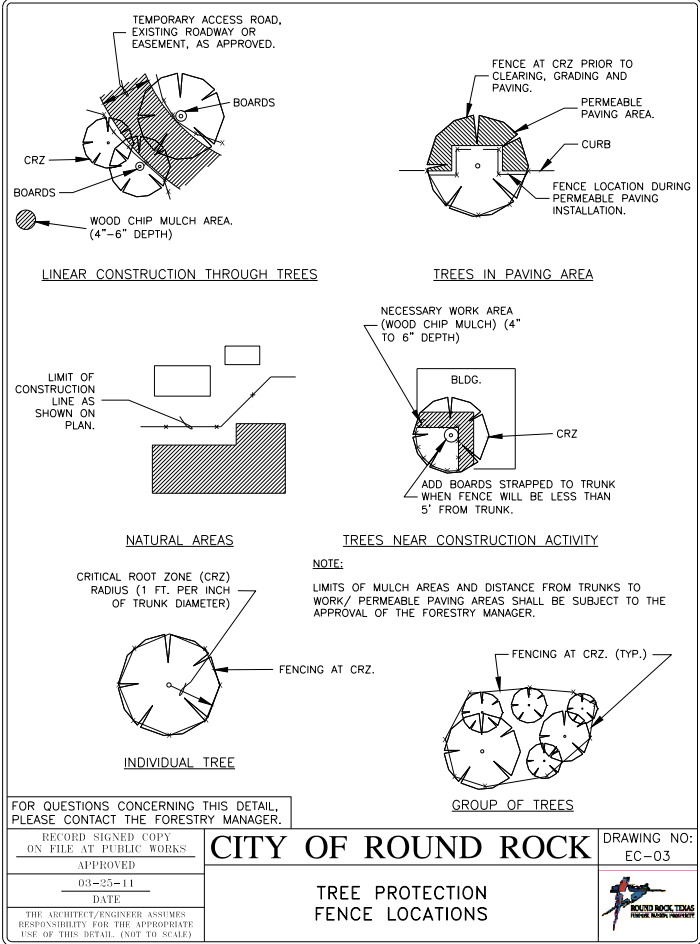 TEMPORARY ACCESS ROAD,
EXISTING ROADWAY OR
EASEMENT, AS APPROVED.
BOARDS
CRZ
BOARDS
WOOD CHIP MULCH AREA.
(4"-6" DEPTH)
LINEAR CONSTRUCTION THROUGH TREES
FENCE AT CRZ PRIOR TO
CLEARING, GRADING AND
PAVING.
PERMEABLE
PAVING AREA.
CURB
FENCE LOCATION DURING
PERMEABLE PAVING
INSTALLATION.
TREES IN PAVING AREA
LIMIT OF
CONSTRUCTION
LINE AS
SHOWN ON
PLAN.
NATURAL AREAS
NECESSARY WORK AREA
(WOOD CHIP MULCH) (4"
TO 6" DEPTH)
BLDG.
CRZ
ADD BOARDS STRAPPED TO TRUNK
WHEN FENCE WILL BE LESS THAN
5' FROM TRUNK.
TREES NEAR CONSTRUCTION ACTIVITY
NOTE:
LIMITS OF MULCH AREAS AND DISTANCE FROM TRUNKS TO
WORK/ PERMEABLE PAVING AREAS SHALL BE SUBJECT TO THE
APPROVAL OF THE FORESTRY MANAGER.
CRITICAL ROOT ZONE (CRZ)
RADIUS (1 FT. PER INCH
OF TRUNK DIAMETER)
FENCING AT CRZ.
INDIVIDUAL TREE
FENCING AT CRZ. (TYP.)
GROUP OF TREES
FOR QUESTIONS CONCERNING THIS DETAIL,
PLEASE CONTACT THE FORESTRY MANAGER.
RECORD SIGNED COPY
ON FILE AT PUBLIC WORKS
APPROVED
03-25-11
DATE
THE ARCHITECT/ENGINEER ASSUMES
RESPONSIBILITY FOR THE APPROPRIATE
USE OF THIS DETAIL. (NOT TO SCALE)
CITY OF ROUND ROCK
TREE PROTECTION
FENCE LOCATIONS
DRAWING NO:
EC-03
ROUND ROCK, TEXAS
PURPOSE. PASSION. PROSPERITY.